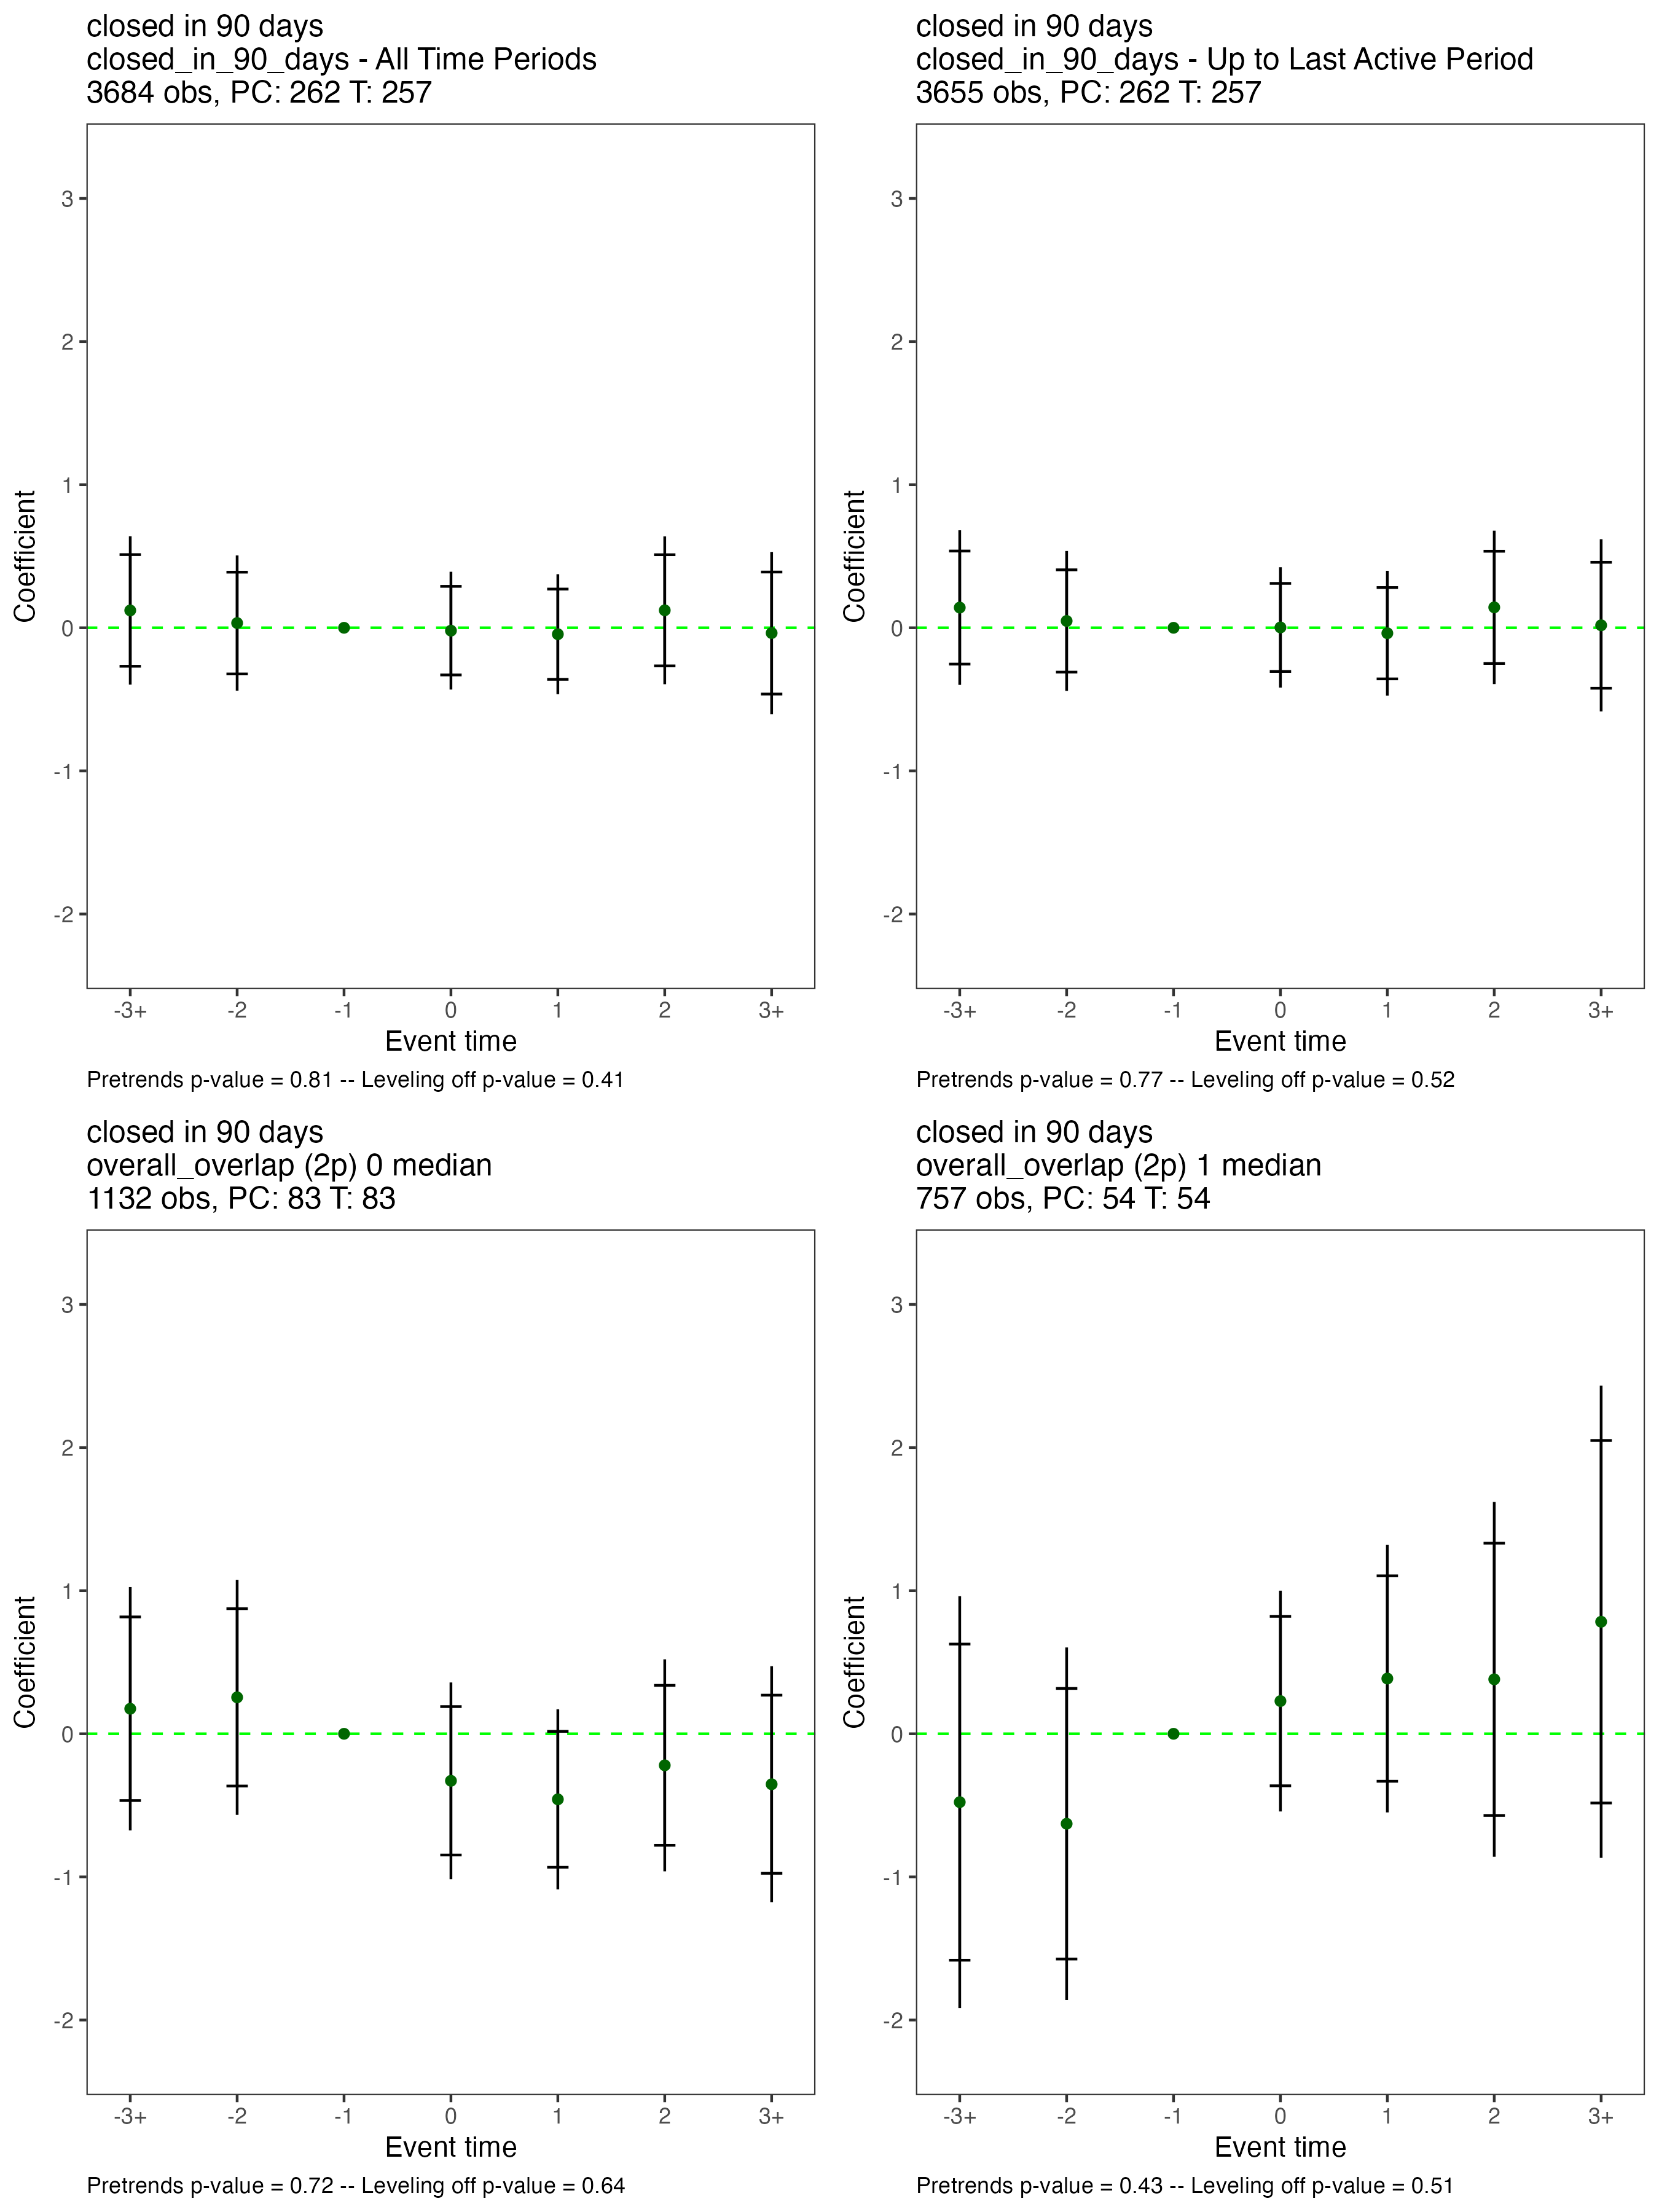 closed in 90 days
closed_in_90_days - All Time Periods
3684 obs, PC: 262 T: 257
Coefficient
3
2
1
0
-1
-2
-3+ -2 -1 0 1 2 3+
Event time
Pretrends p-value = 0.81 -- Leveling off p-value = 0.41
closed in 90 days
closed_in_90_days - Up to Last Active Period
3655 obs, PC: 262 T: 257
Coefficient
3
2
1
0
-1
-2
-3+ -2 -1 0 1 2 3+
Event time
Pretrends p-value = 0.77 -- Leveling off p-value = 0.52
closed in 90 days
overall_overlap (2p) 0 median
1132 obs, PC: 83 T: 83
Coefficient
3
2
1
0
-1
-2
-3+ -2 -1 0 1 2 3+
Event time
Pretrends p-value = 0.72 -- Leveling off p-value = 0.64
closed in 90 days
overall_overlap (2p) 1 median
757 obs, PC: 54 T: 54
Coefficient
3
2
1
0
-1
-2
-3+ -2 -1 0 1 2 3+
Event time
Pretrends p-value = 0.43 -- Leveling off p-value = 0.51